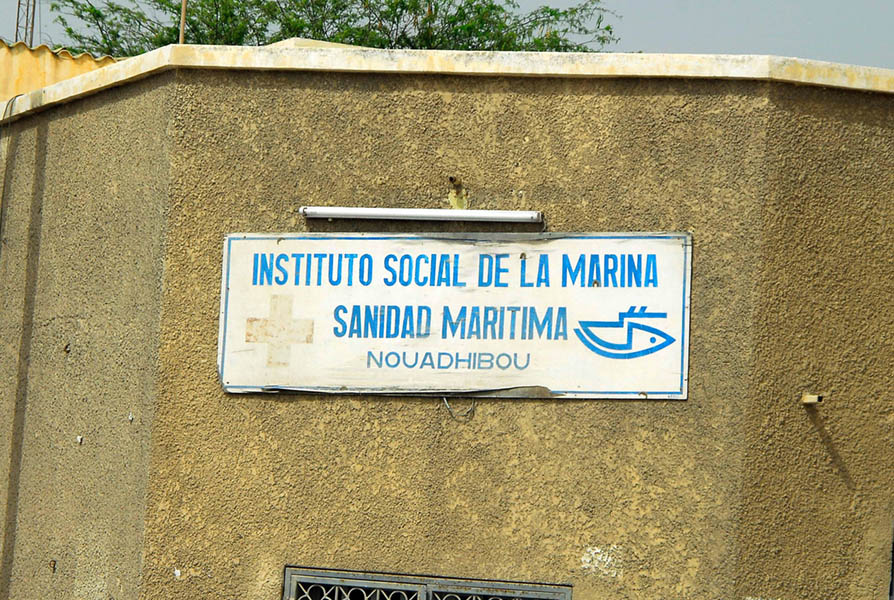 INSTITUTO SOCIAL DE LA MARINA
SANIDAD MARITIMA
NOUADHIBOU